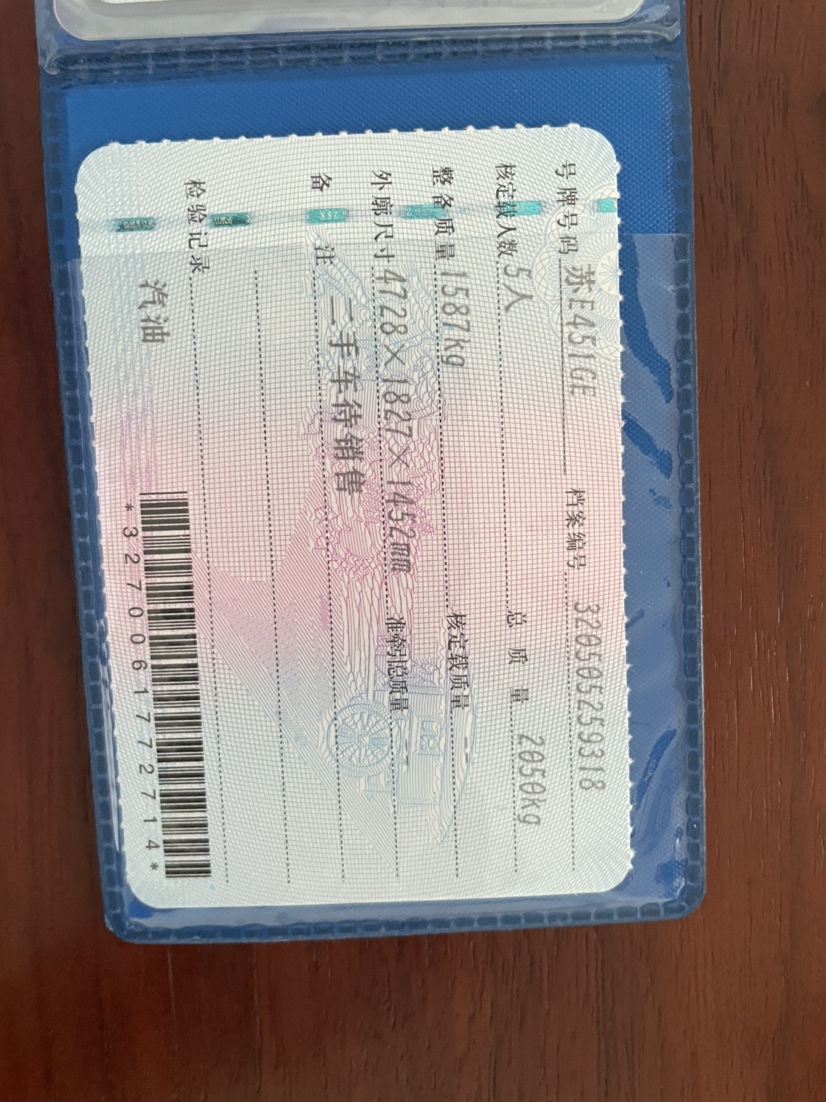 号牌号码 苏E451GE 档案编号 320505259318
核定载人数 5人 总质量 2050kg
整备质量 1587kg 核定载质量 --
外廓尺寸 4728×1827×1452mm 准牵引总质量 --
备注 二手车待销售
检验记录
汽油
*3270061772714*